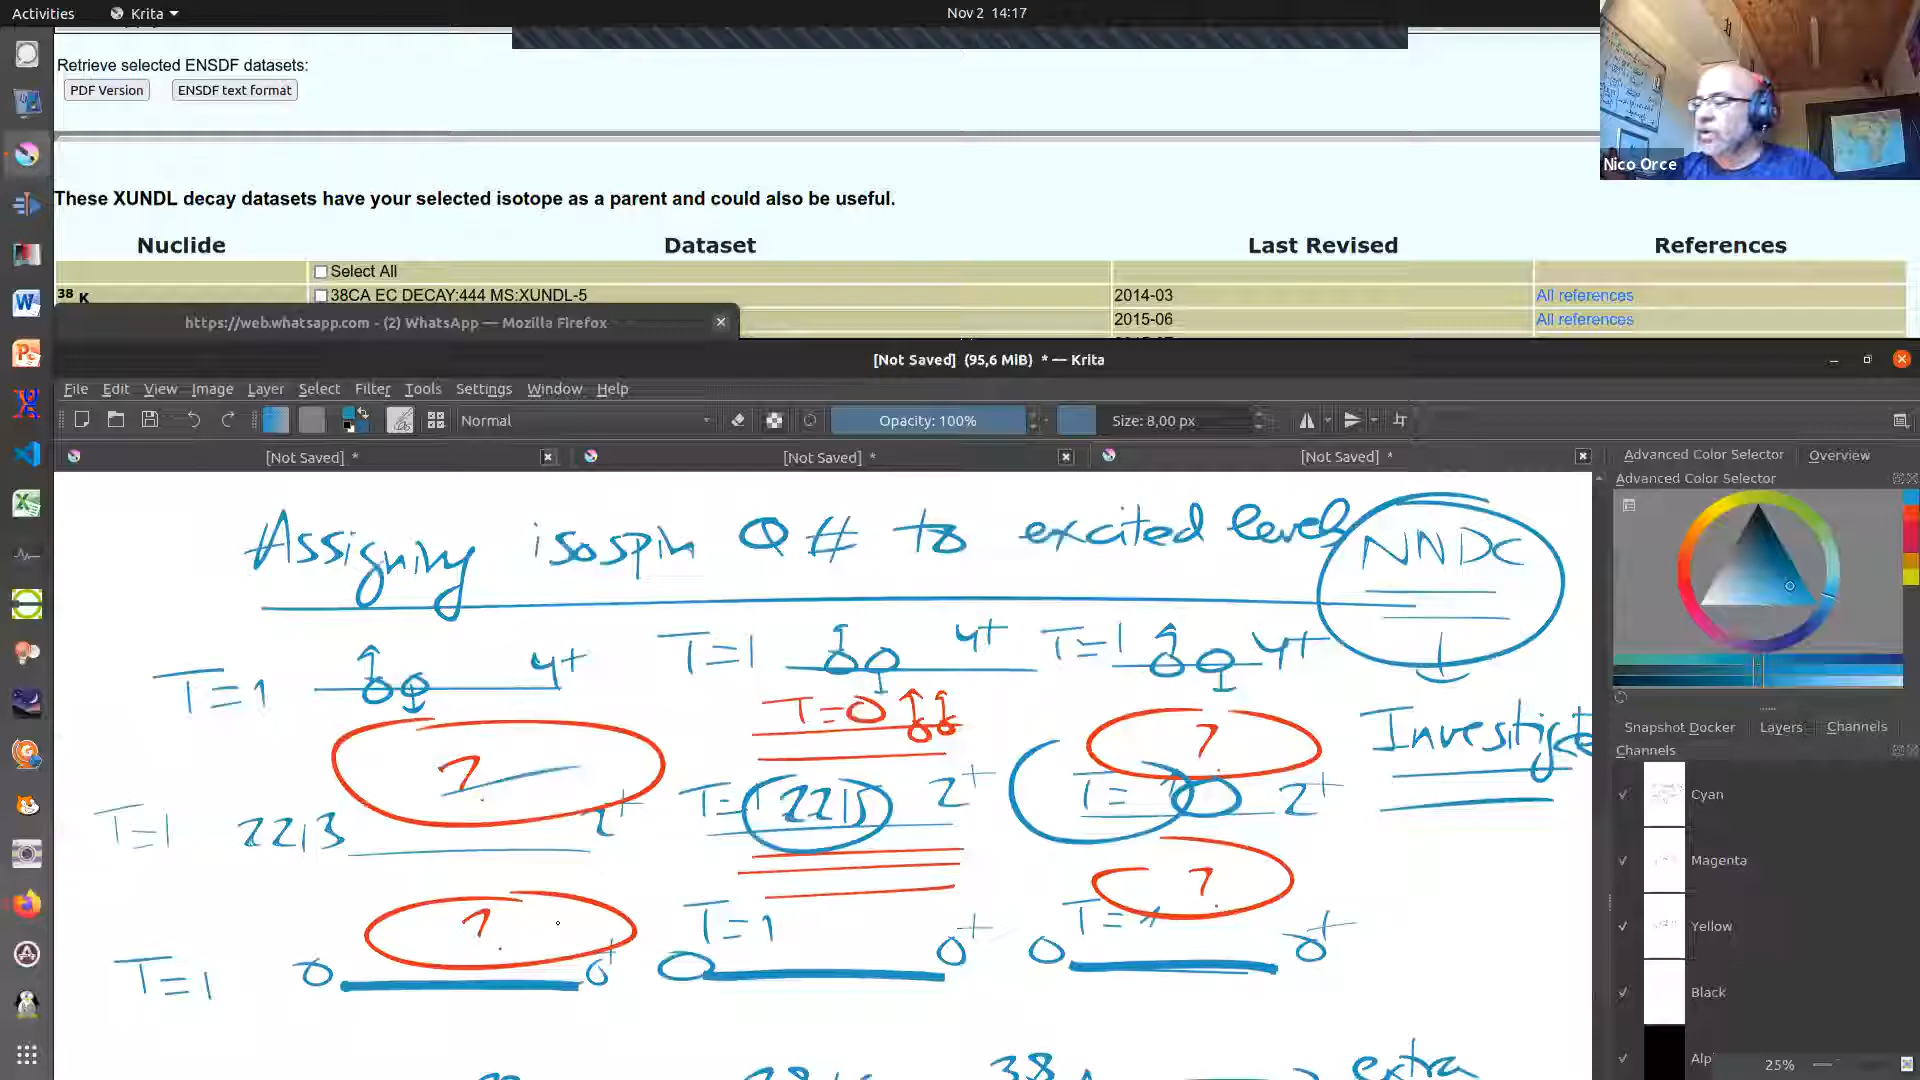 Activities Krita Nov 2 14:17
Retrieve selected ENSDF datasets:
PDF Version ENSDF text format
Nico Orce
These XUNDL decay datasets have your selected isotope as a parent and could also be useful.
Nuclide Dataset Last Revised References
Select All
38 K 38CA EC DECAY:444 MS:XUNDL-5 2014-03 All references
https://web.whatsapp.com - (2) WhatsApp — Mozilla Firefox 2015-06 All references
[Not Saved] (95,6 MiB) * — Krita
File Edit View Image Layer Select Filter Tools Settings Window Help
Normal Opacity: 100% Size: 8,00 px
[Not Saved] * [Not Saved] * [Not Saved] *
Advanced Color Selector Overview
Advanced Color Selector
Assigning isospin Q # to excited levels NNDC
T=1 4+ T=1 4+ T=1 4+
T=0
? ? Investigate
T=1 2213 2+ T=1 2215 2+ T= 2+
? ?
T=1 0 0+ T=1 0 0+ T=1 0 0+
38 extra
Snapshot Docker Layers Channels
Channels
Cyan
Magenta
Yellow
Black
Alp
25%